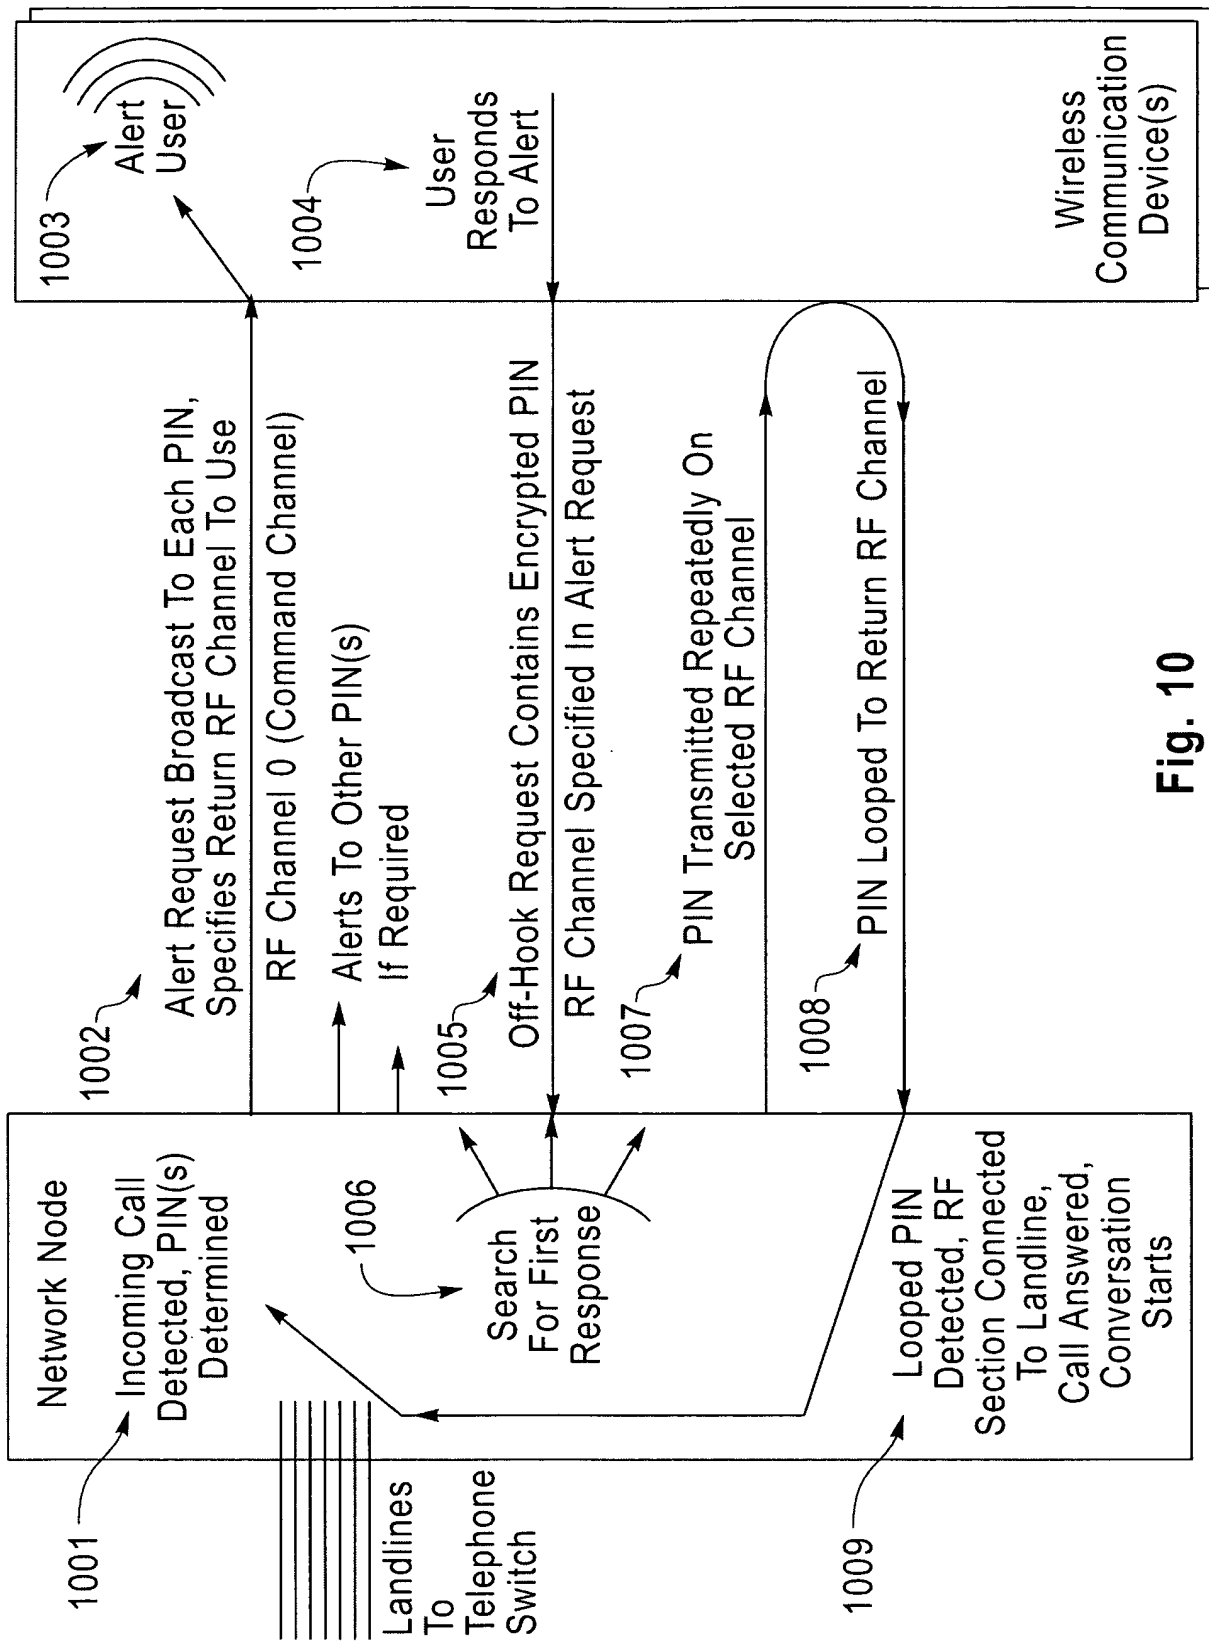 Network Node
1001
Incoming Call
Detected, PIN(s)
Determined
Landlines
To
Telephone
Switch
1002
Alert Request Broadcast To Each PIN,
Specifies Return RF Channel To Use
RF Channel 0 (Command Channel)
Alerts To Other PIN(s)
If Required
1003
Alert
User
1004
User
Responds
To Alert
1005
Off-Hook Request Contains Encrypted PIN
RF Channel Specified In Alert Request
1006
Search
For First
Response
1007
PIN Transmitted Repeatedly On
Selected RF Channel
1008
PIN Looped To Return RF Channel
1009
Looped PIN
Detected, RF
Section Connected
To Landline,
Call Answered,
Conversation
Starts
Wireless
Communication
Device(s)
Fig. 10